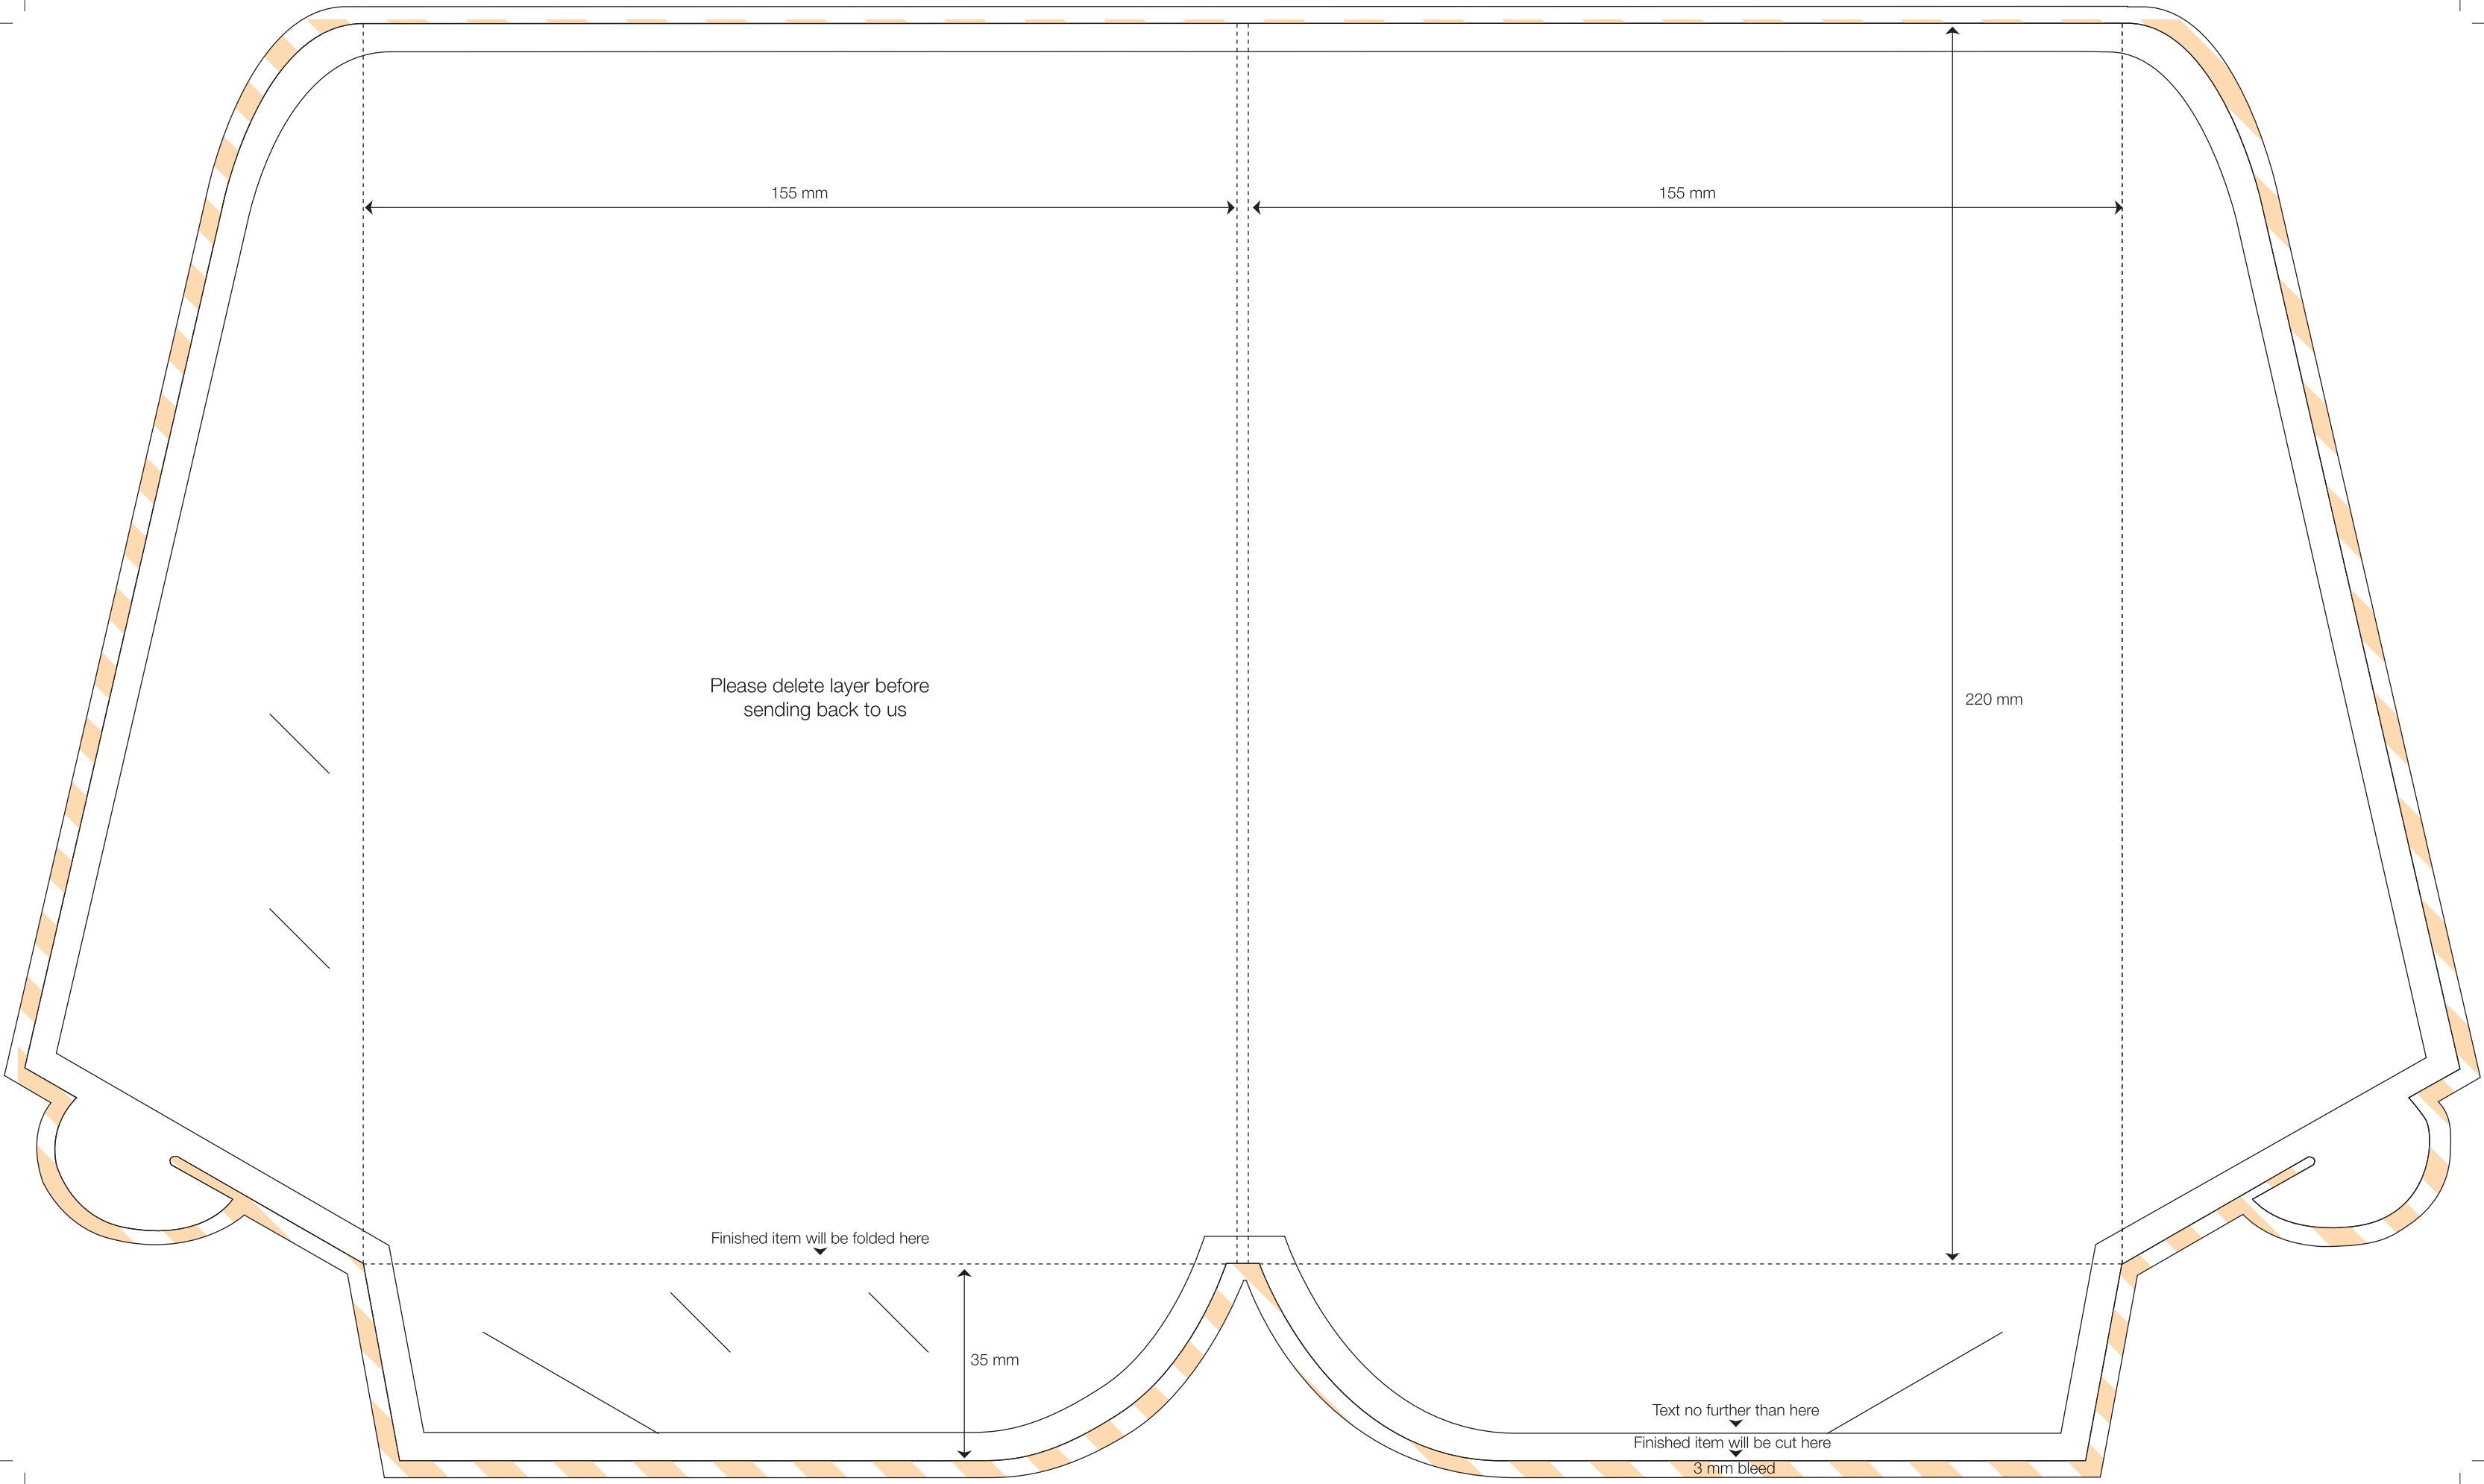 155 mm
155 mm
Please delete layer before
sending back to us
220 mm
Finished item will be folded here
35 mm
Text no further than here
Finished item will be cut here
3 mm bleed